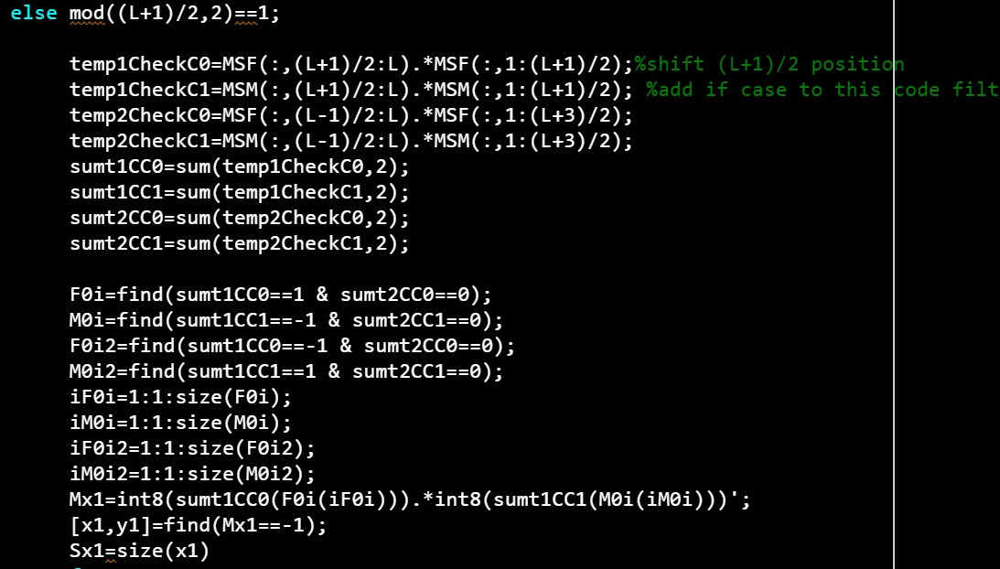 else mod((L+1)/2,2)==1;
temp1CheckC0=MSF(:,(L+1)/2:L).*MSF(:,1:(L+1)/2);%shift (L+1)/2 position
temp1CheckC1=MSM(:,(L+1)/2:L).*MSM(:,1:(L+1)/2); %add if case to this code filt
temp2CheckC0=MSF(:,(L-1)/2:L).*MSF(:,1:(L+3)/2);
temp2CheckC1=MSM(:,(L-1)/2:L).*MSM(:,1:(L+3)/2);
sumt1CC0=sum(temp1CheckC0,2);
sumt1CC1=sum(temp1CheckC1,2);
sumt2CC0=sum(temp2CheckC0,2);
sumt2CC1=sum(temp2CheckC1,2);
F0i=find(sumt1CC0==1 & sumt2CC0==0);
M0i=find(sumt1CC1==-1 & sumt2CC1==0);
F0i2=find(sumt1CC0==-1 & sumt2CC0==0);
M0i2=find(sumt1CC1==1 & sumt2CC1==0);
iF0i=1:1:size(F0i);
iM0i=1:1:size(M0i);
iF0i2=1:1:size(F0i2);
iM0i2=1:1:size(M0i2);
Mx1=int8(sumt1CC0(F0i(iF0i))).*int8(sumt1CC1(M0i(iM0i)))';
[x1,y1]=find(Mx1==-1);
Sx1=size(x1)